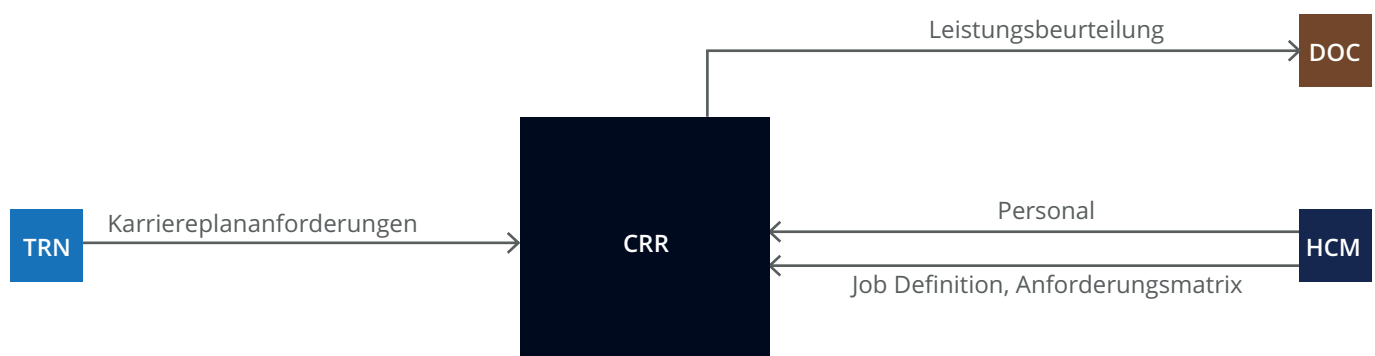 Leistungsbeurteilung
DOC
Karriereplananforderungen
TRN
CRR
Personal
HCM
Job Definition, Anforderungsmatrix